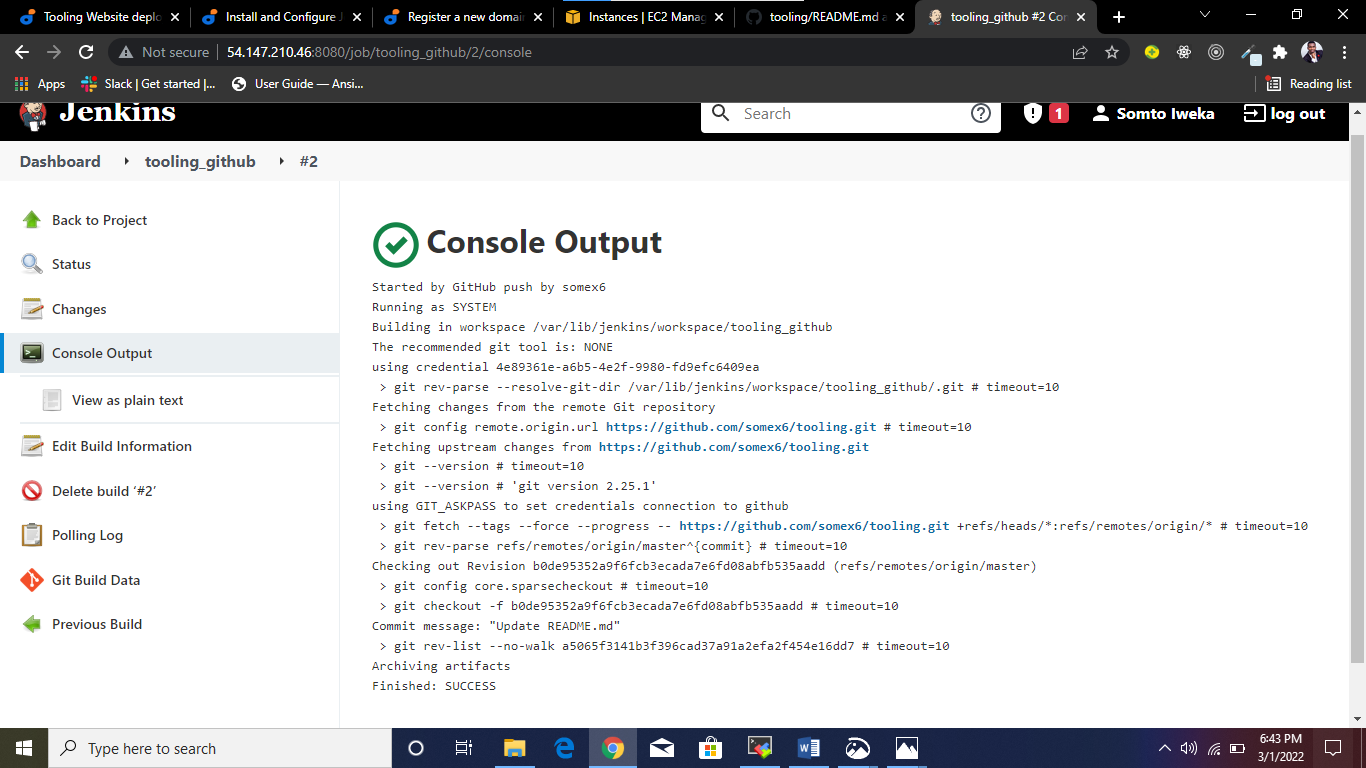 Tooling Website deplo
Install and Configure J
Register a new domai
Instances | EC2 Manag
tooling/README.md a
tooling_github #2 Cor
Not secure
54.147.210.46:8080/job/tooling_github/2/console
Apps
Slack | Get started |...
User Guide — Ansi...
Reading list
Jenkins
Search
1
Somto Iweka
log out
Dashboard
tooling_github
#2
Back to Project
Status
Changes
Console Output
View as plain text
Edit Build Information
Delete build ‘#2’
Polling Log
Git Build Data
Previous Build
Console Output
Started by GitHub push by somex6
Running as SYSTEM
Building in workspace /var/lib/jenkins/workspace/tooling_github
The recommended git tool is: NONE
using credential 4e89361e-a6b5-4e2f-9980-fd9efc6409ea
> git rev-parse --resolve-git-dir /var/lib/jenkins/workspace/tooling_github/.git # timeout=10
Fetching changes from the remote Git repository
> git config remote.origin.url https://github.com/somex6/tooling.git # timeout=10
Fetching upstream changes from https://github.com/somex6/tooling.git
> git --version # timeout=10
> git --version # 'git version 2.25.1'
using GIT_ASKPASS to set credentials connection to github
> git fetch --tags --force --progress -- https://github.com/somex6/tooling.git +refs/heads/*:refs/remotes/origin/* # timeout=10
> git rev-parse refs/remotes/origin/master^{commit} # timeout=10
Checking out Revision b0de95352a9f6fcb3ecada7e6fd08abfb535aadd (refs/remotes/origin/master)
> git config core.sparsecheckout # timeout=10
> git checkout -f b0de95352a9f6fcb3ecada7e6fd08abfb535aadd # timeout=10
Commit message: "Update README.md"
> git rev-list --no-walk a5065f3141b3f396cad37a91a2efa2f454e16dd7 # timeout=10
Archiving artifacts
Finished: SUCCESS
Type here to search
6:43 PM
3/1/2022